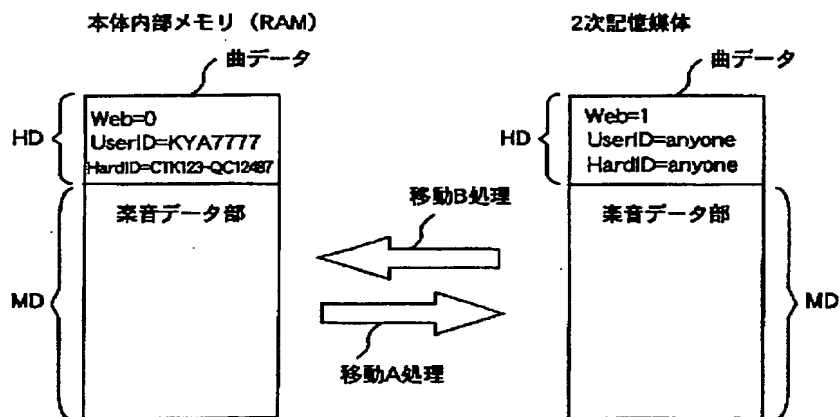 本体内部メモリ（RAM）
2次記憶媒体
曲データ
曲データ
HD
Web=0
UserID=KYA7777
HardID=CTK123-QC12487
HD
Web=1
UserID=anyone
HardID=anyone
楽音データ部
移動B処理
楽音データ部
MD
MD
移動A処理